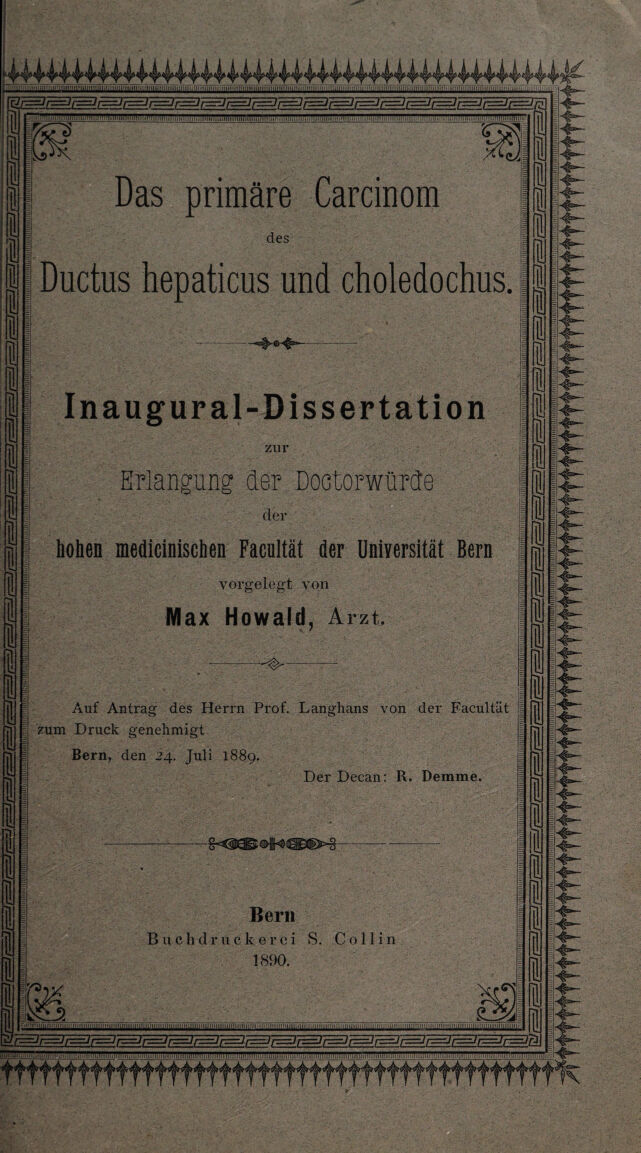 Das primäre Carcinom
des
Ductus hepaticus und choledochus.
Inaugural-Dissertation
zur
Erlangung der Doctorwürde
der
hohen medicinischen Facultät der Universität Bern
vorgelegt von
Max Howald, Arzt.
Auf Antrag des Herrn Prof. Langhans von der Facultät
zum Druck genehmigt
Bern, den 24. Juli 1889.
Der Decan: R. Demme.
Bern
Buchdruckerei S. Collin
1890.